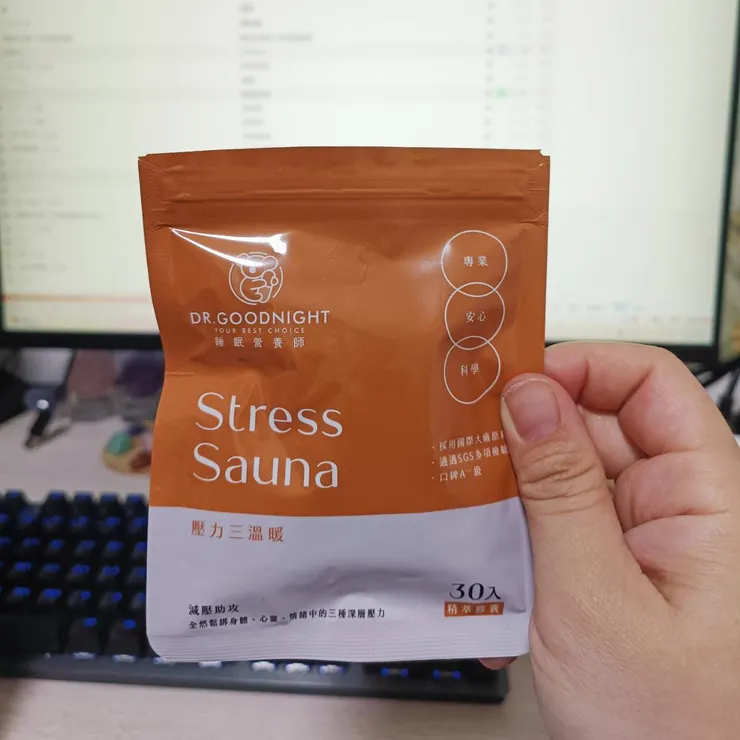 DR.GOODNIGHT
YOUR BEST CHOICE
睡眠營養師
專業
安心
科學
Stress
Sauna
・採用國際大廠原
・通過SGS多項檢
・口碑A⁺⁺級
壓力三溫暖
減壓助攻
全然鬆綁身體、心靈、情緒中的三種深層壓力
30入
精萃膠囊